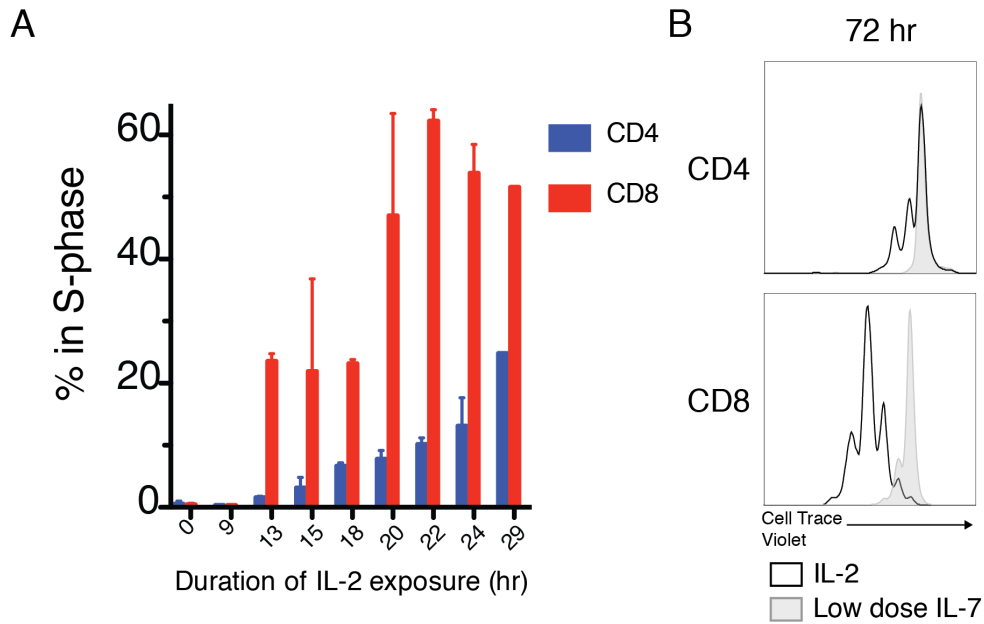 A
% in S-phase
60
40
20
0
0
9
13
15
18
20
22
24
29
Duration of IL-2 exposure (hr)
CD4
CD8
B
72 hr
CD4
CD8
Cell Trace
Violet
IL-2
Low dose IL-7